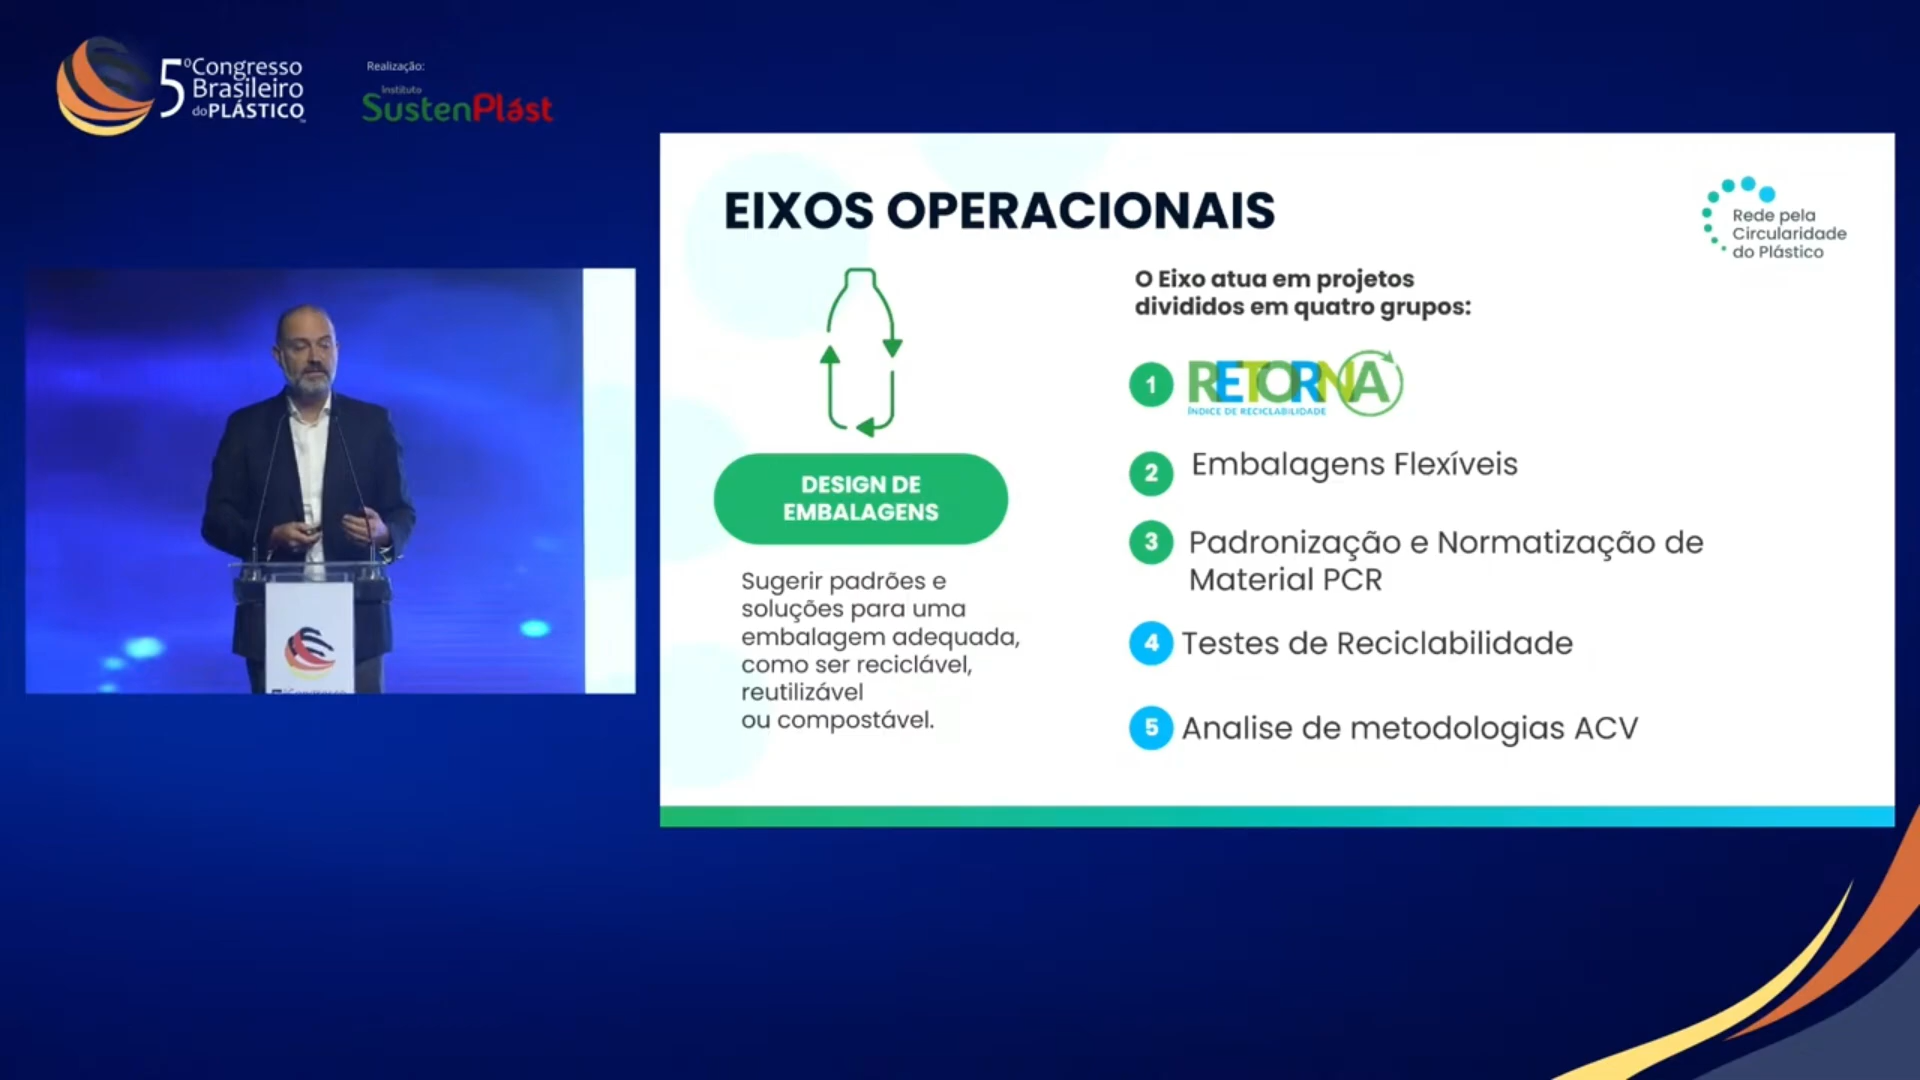 5º Congresso
Brasileiro
do PLÁSTICO
Realização:
Instituto
SustenPlást
EIXOS OPERACIONAIS
Rede pela
Circularidade
do Plástico
DESIGN DE
EMBALAGENS
Sugerir padrões e
soluções para uma
embalagem adequada,
como ser reciclável,
reutilizável
ou compostável.
O Eixo atua em projetos
divididos em quatro grupos:
1 RETORNA
ÍNDICE DE RECICLABILIDADE
2 Embalagens Flexíveis
3 Padronização e Normatização de
Material PCR
4 Testes de Reciclabilidade
5 Analise de metodologias ACV